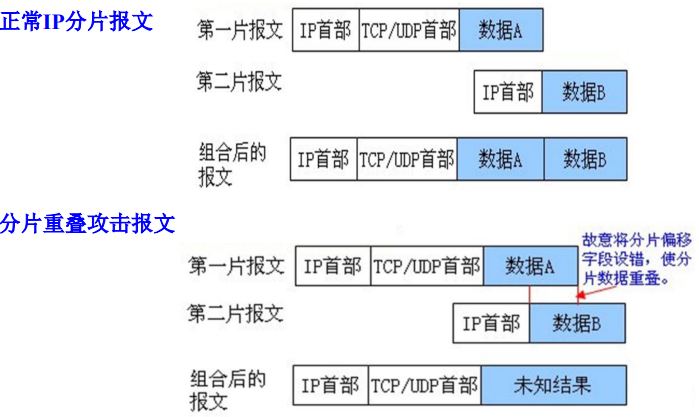 正常IP分片报文
第一片报文 IP首部 TCP/UDP首部 数据A
第二片报文 IP首部 数据B
组合后的
报文 IP首部 TCP/UDP首部 数据A 数据B
分片重叠攻击报文
故意将分片偏移
字段设错，使分
片数据重叠。
第一片报文 IP首部 TCP/UDP首部 数据A
第二片报文 IP首部 数据B
组合后的
报文 IP首部 TCP/UDP首部 未知结果